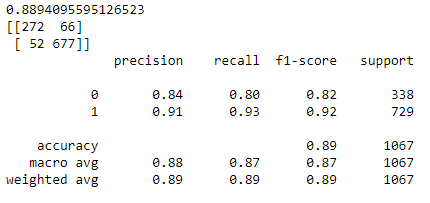 0.8894095595126523
[[272  66]
 [ 52 677]]
              precision    recall  f1-score   support

           0       0.84      0.80      0.82       338
           1       0.91      0.93      0.92       729

    accuracy                           0.89      1067
   macro avg       0.88      0.87      0.87      1067
weighted avg       0.89      0.89      0.89      1067